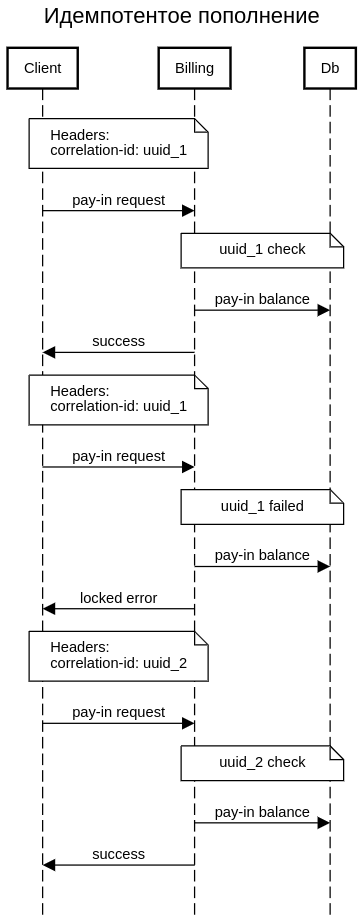 Идемпотентое пополнение
Client
Billing
Db
Headers:
correlation-id: uuid_1
pay-in request
uuid_1 check
pay-in balance
success
Headers:
correlation-id: uuid_1
pay-in request
uuid_1 failed
pay-in balance
locked error
Headers:
correlation-id: uuid_2
pay-in request
uuid_2 check
pay-in balance
success